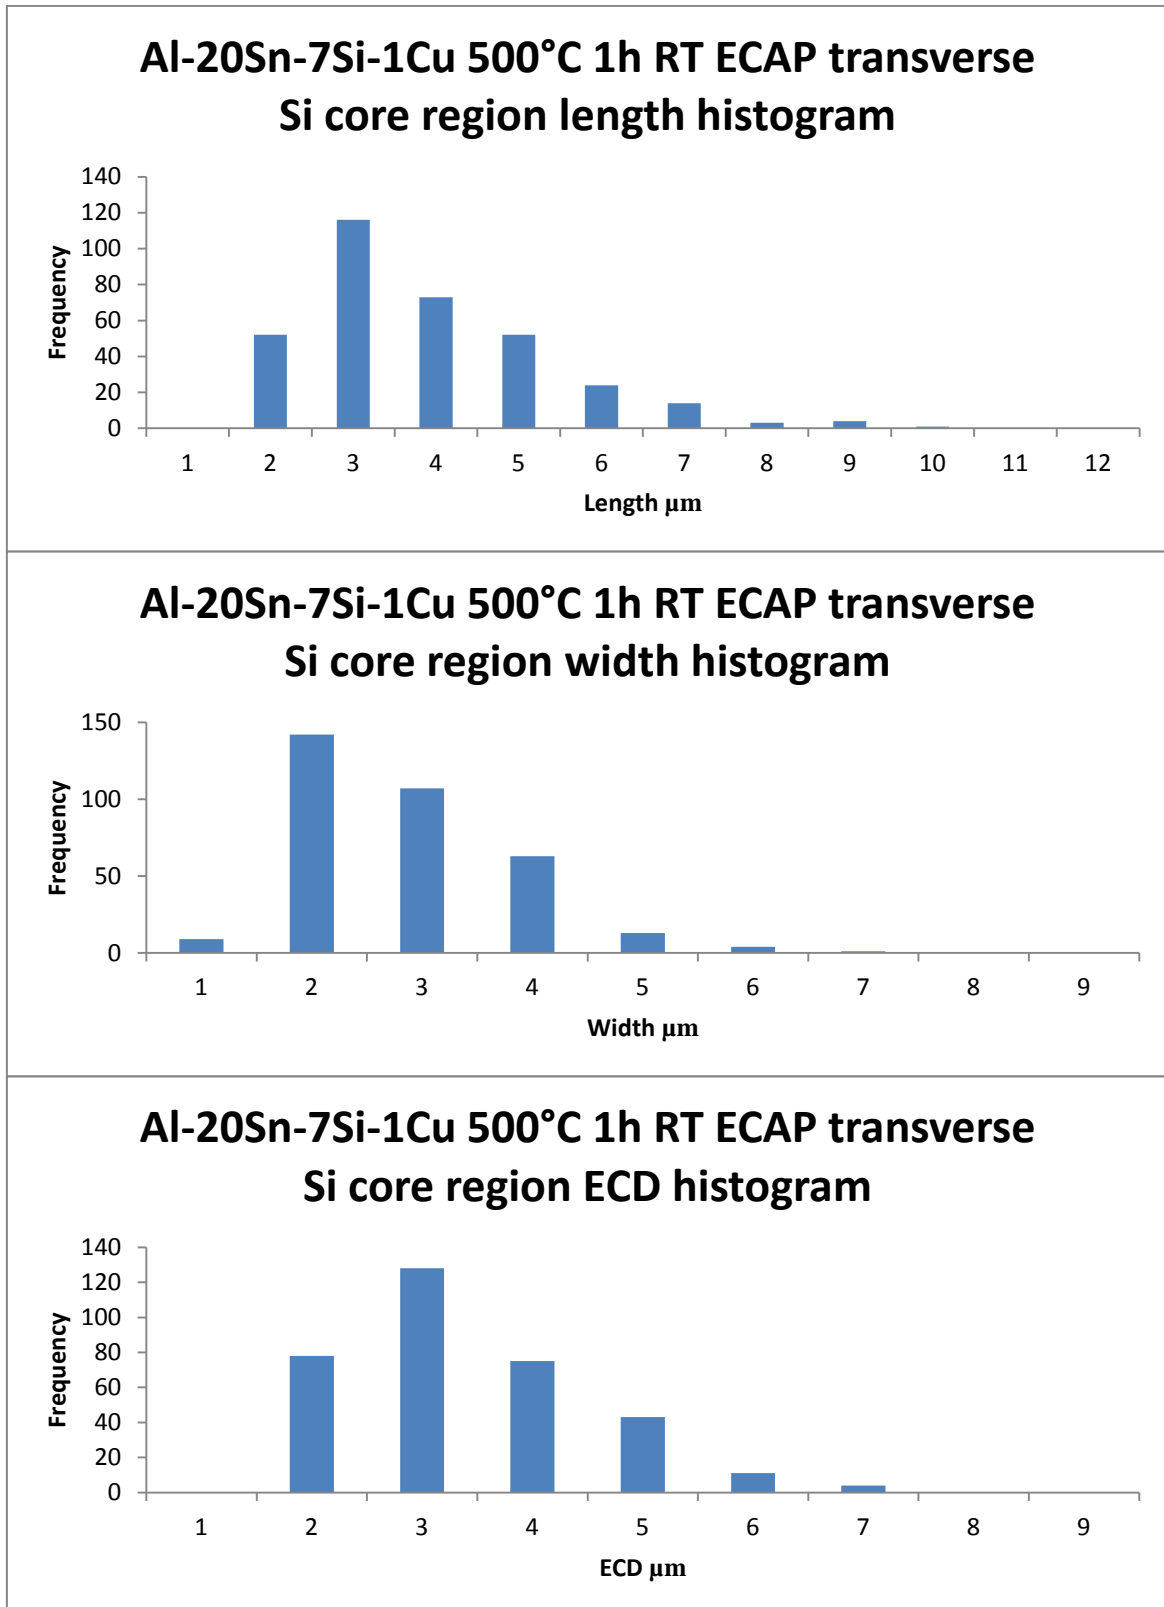 Al-20Sn-7Si-1Cu 500°C 1h RT ECAP transverse
Si core region length histogram
140
120
100
80
60
40
20
0
Frequency
1 2 3 4 5 6 7 8 9 10 11 12
Length µm
Al-20Sn-7Si-1Cu 500°C 1h RT ECAP transverse
Si core region width histogram
150
100
50
0
Frequency
1 2 3 4 5 6 7 8 9
Width µm
Al-20Sn-7Si-1Cu 500°C 1h RT ECAP transverse
Si core region ECD histogram
140
120
100
80
60
40
20
0
Frequency
1 2 3 4 5 6 7 8 9
ECD µm